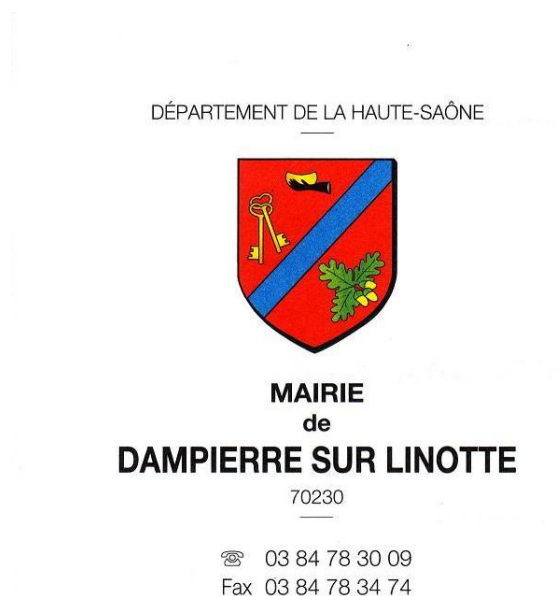 DÉPARTEMENT DE LA HAUTE-SAÔNE
MAIRIE
de
DAMPIERRE SUR LINOTTE
70230
☏ 03 84 78 30 09
Fax 03 84 78 34 74